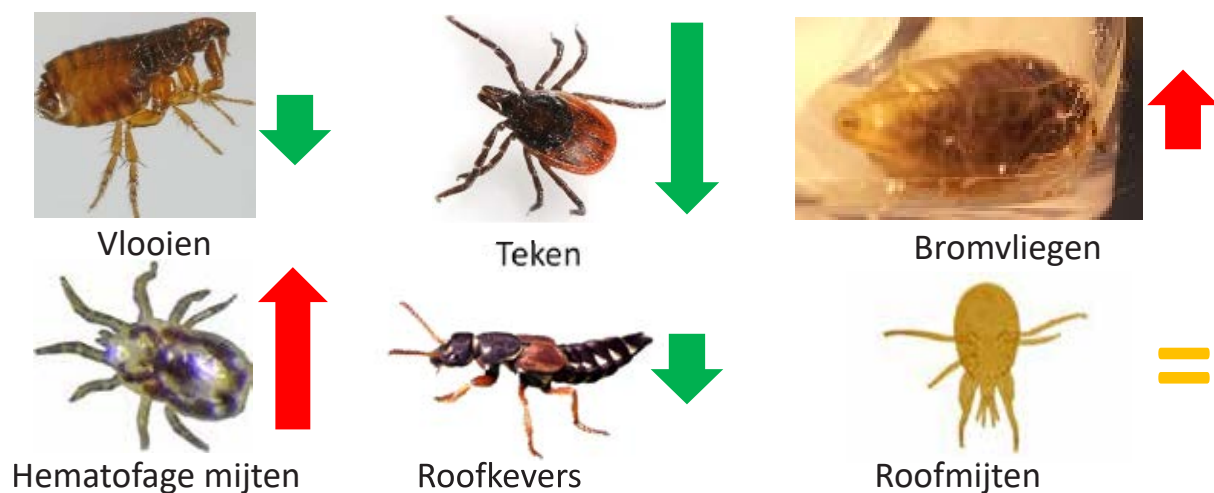 Vlooien
Teken
Bromvliegen
Hematofage mijten
Roofkevers
Roofmijten